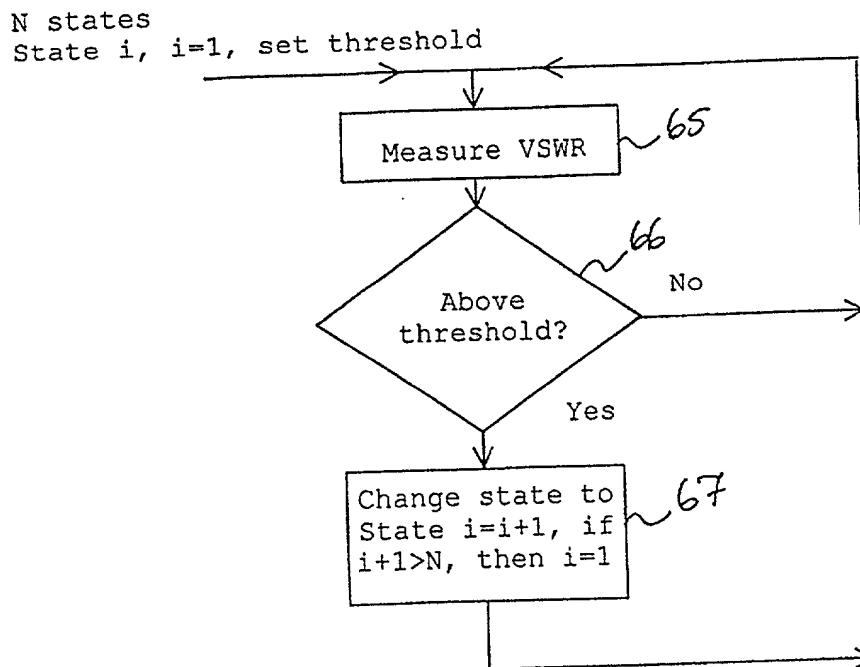 N states
State i, i=1, set threshold
Measure VSWR
65
66
Above
threshold?
No
Yes
Change state to
State i=i+1, if
i+1>N, then i=1
67